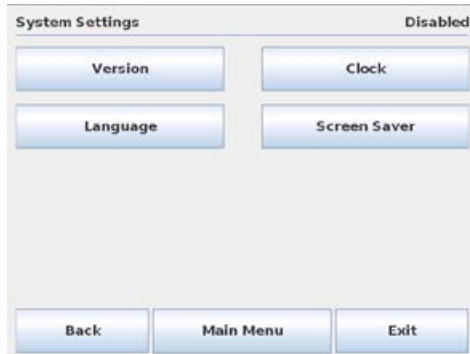 System Settings Disabled
Version Clock
Language Screen Saver
Back Main Menu Exit